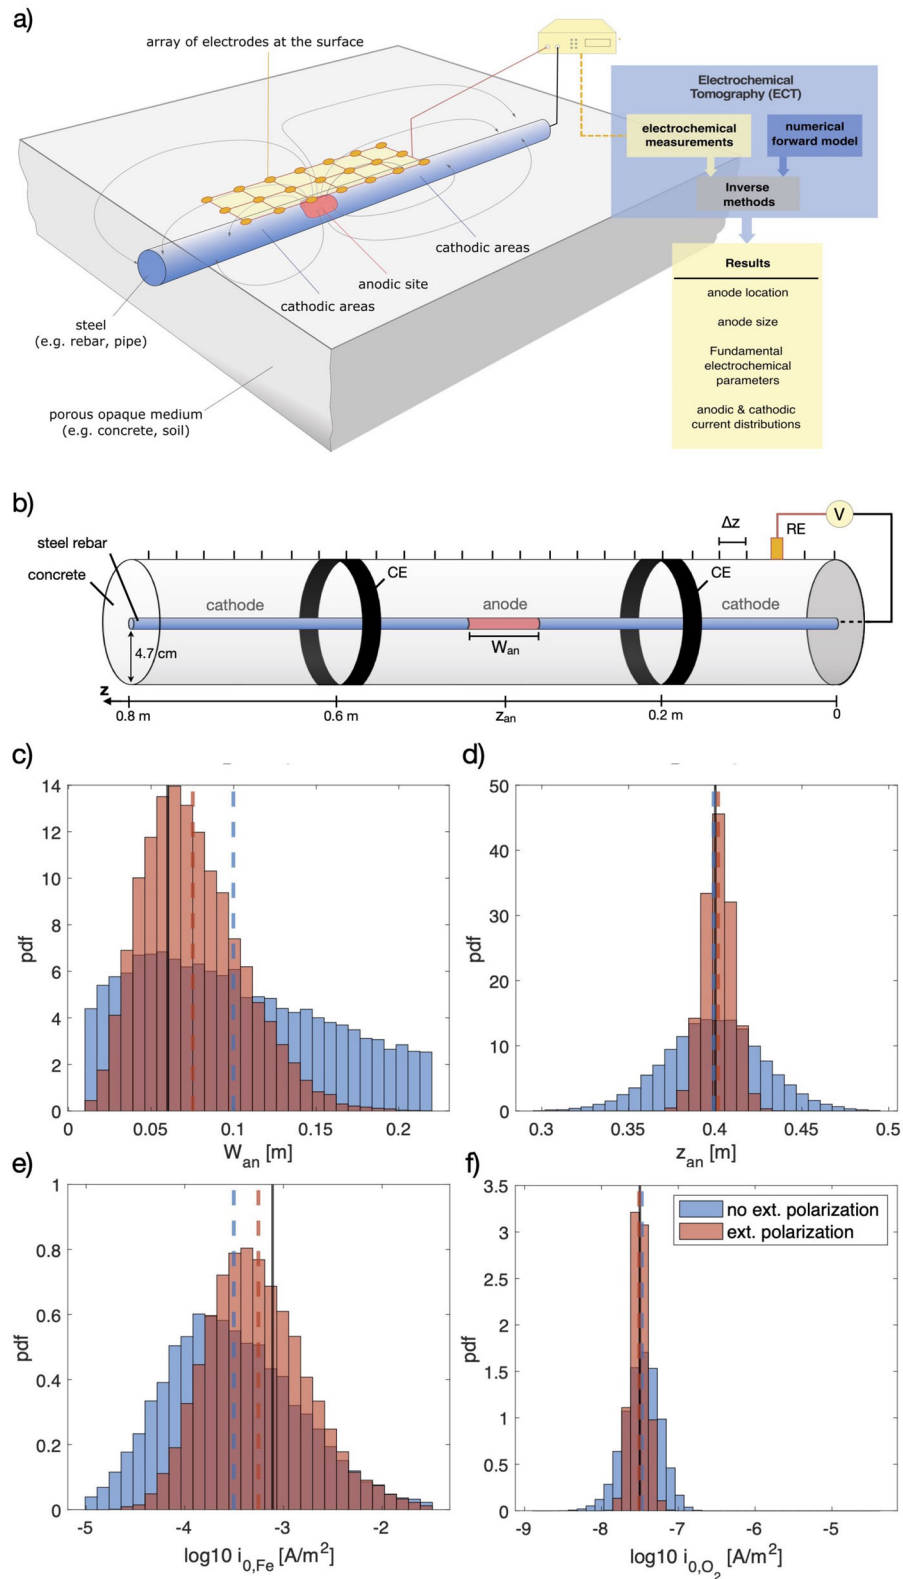 a)
array of electrodes at the surface
Electrochemical
Tomography (ECT)
electrochemical
measurements
numerical
forward model
Inverse
methods
Results
anode location
anode size
Fundamental
electrochemical
parameters
anodic & cathodic
current distributions
cathodic areas
anodic site
cathodic areas
steel
(e.g. rebar, pipe)
porous opaque medium
(e.g. concrete, soil)
b)
steel rebar
concrete
cathode
CE
anode
W_an
CE
cathode
Δz
RE
V
4.7 cm
z
0.8 m
0.6 m
z_an
0.2 m
0
c)
14
12
10
8
6
4
2
0
pdf
0
0.05
0.1
0.15
0.2
W_an [m]
d)
50
40
30
20
10
0
pdf
0.3
0.35
0.4
0.45
0.5
z_an [m]
e)
1
0.8
0.6
0.4
0.2
0
pdf
-5
-4
-3
-2
log10 i_0,Fe [A/m²]
f)
3.5
3
2.5
2
1.5
1
0.5
0
pdf
no ext. polarization
ext. polarization
-9
-8
-7
-6
-5
log10 i_0,O₂ [A/m²]